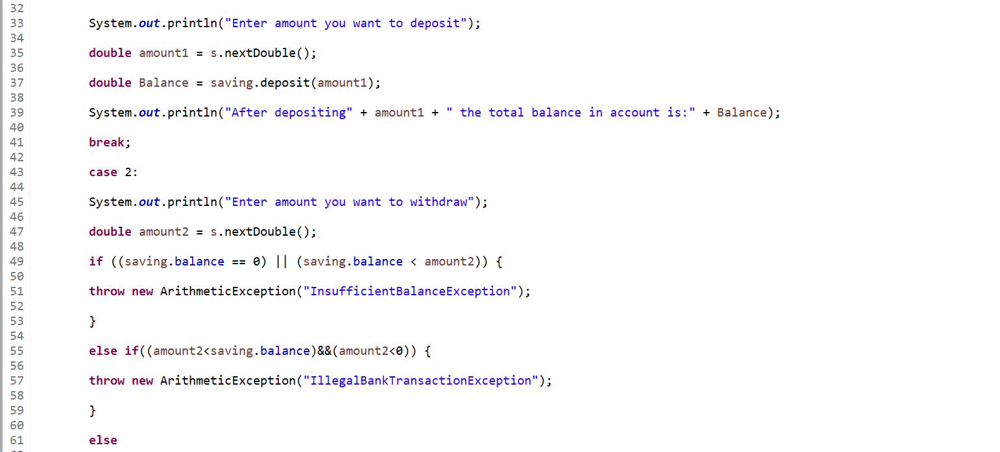 32
33 System.out.println("Enter amount you want to deposit");
34
35 double amount1 = s.nextDouble();
36
37 double Balance = saving.deposit(amount1);
38
39 System.out.println("After depositing" + amount1 + " the total balance in account is:" + Balance);
40
41 break;
42
43 case 2:
44
45 System.out.println("Enter amount you want to withdraw");
46
47 double amount2 = s.nextDouble();
48
49 if ((saving.balance == 0) || (saving.balance < amount2)) {
50
51 throw new ArithmeticException("InsufficientBalanceException");
52
53 }
54
55 else if((amount2<saving.balance)&&(amount2<0)) {
56
57 throw new ArithmeticException("IllegalBankTransactionException");
58
59 }
60
61 else